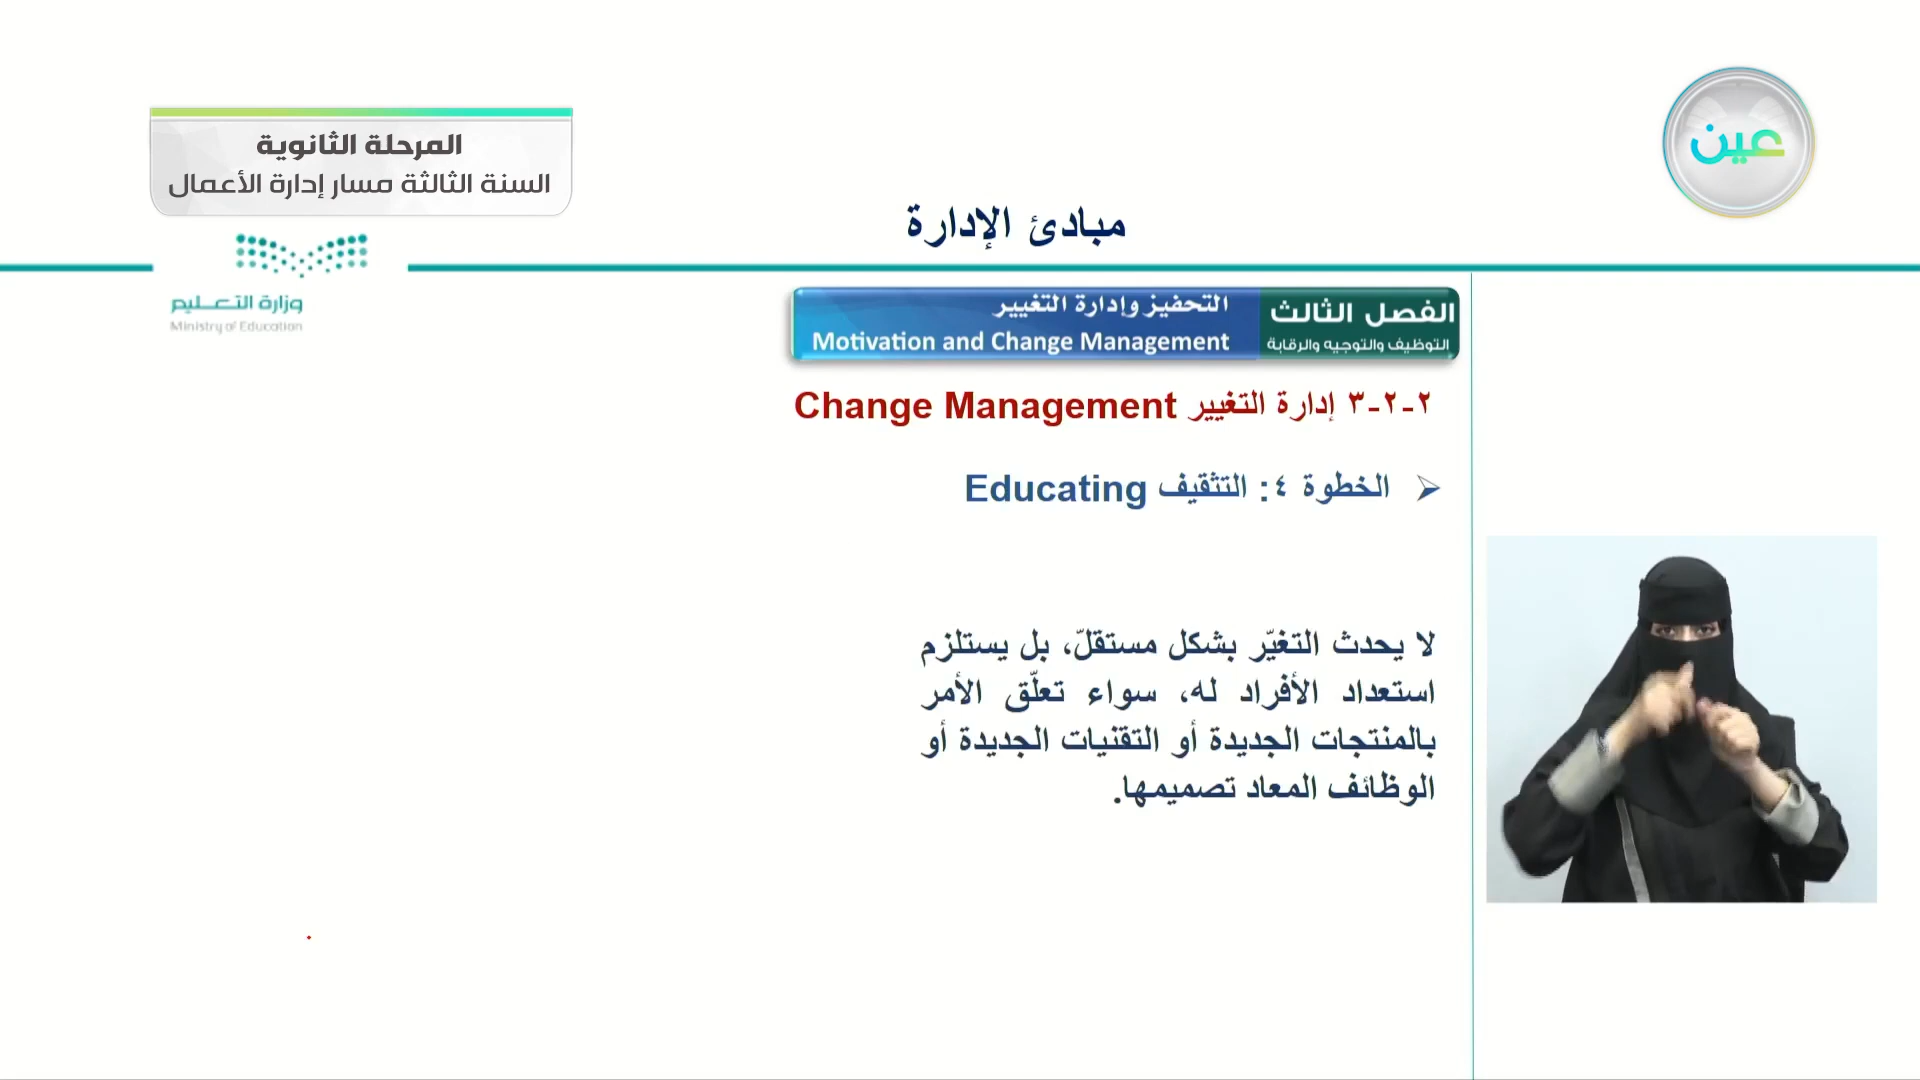 المرحلة الثانوية
السنة الثالثة مسار إدارة الأعمال
عين
مبادئ الإدارة
وزارة التعليم
Ministry of Education
الفصل الثالث
التوظيف والتوجيه والرقابة
التحفيز وإدارة التغيير
Motivation and Change Management
٢-٢-٣ إدارة التغيير Change Management
الخطوة ٤: التثقيف Educating
لا يحدث التغيّر بشكل مستقلّ، بل يستلزم
استعداد الأفراد له، سواء تعلّق الأمر
بالمنتجات الجديدة أو التقنيات الجديدة أو
الوظائف المعاد تصميمها.